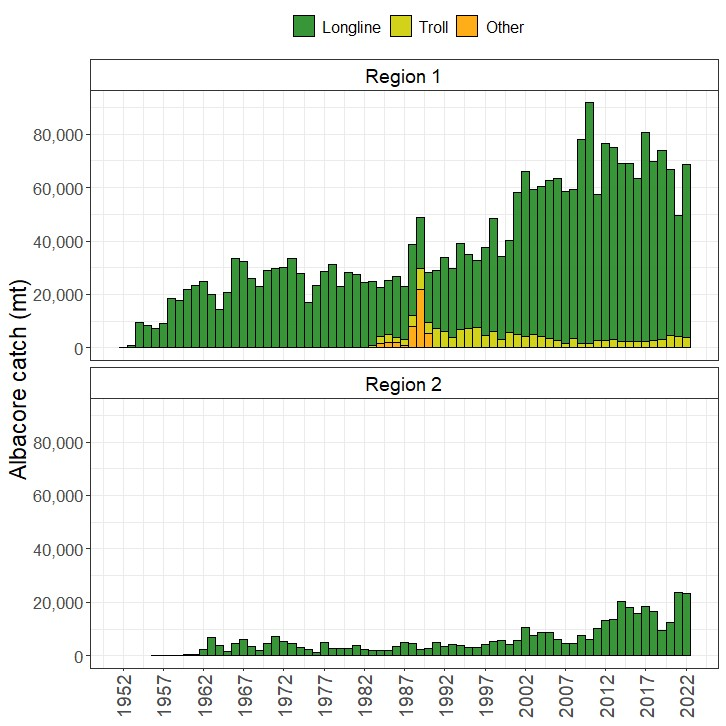 Longline Troll Other
Region 1
80,000
60,000
40,000
20,000
0
Albacore catch (mt)
Region 2
80,000
60,000
40,000
20,000
0
1952 1957 1962 1967 1972 1977 1982 1987 1992 1997 2002 2007 2012 2017 2022